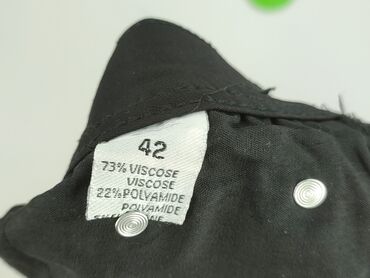 42
73% VISCOSE
VISCOSE
22% POLYAMIDE
POLYAMIDE